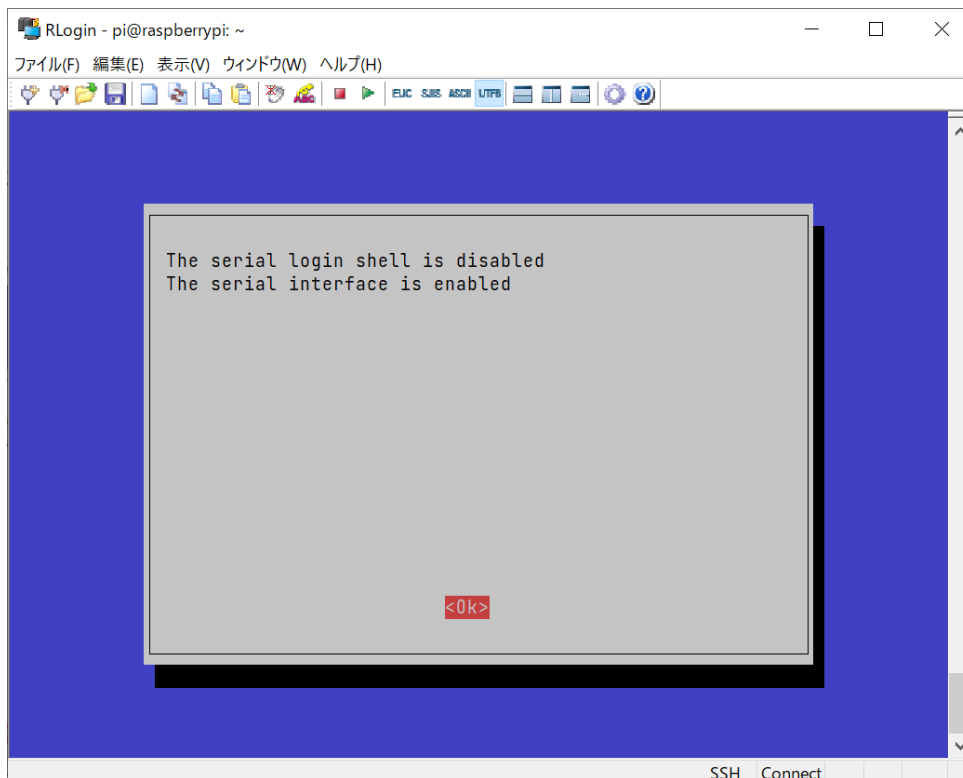 RLogin - pi@raspberrypi: ~
ファイル(F) 編集(E) 表示(V) ウィンドウ(W) ヘルプ(H)
EUC SJIS ASCII UTF8
The serial login shell is disabled
The serial interface is enabled
<Ok>
SSH Connect